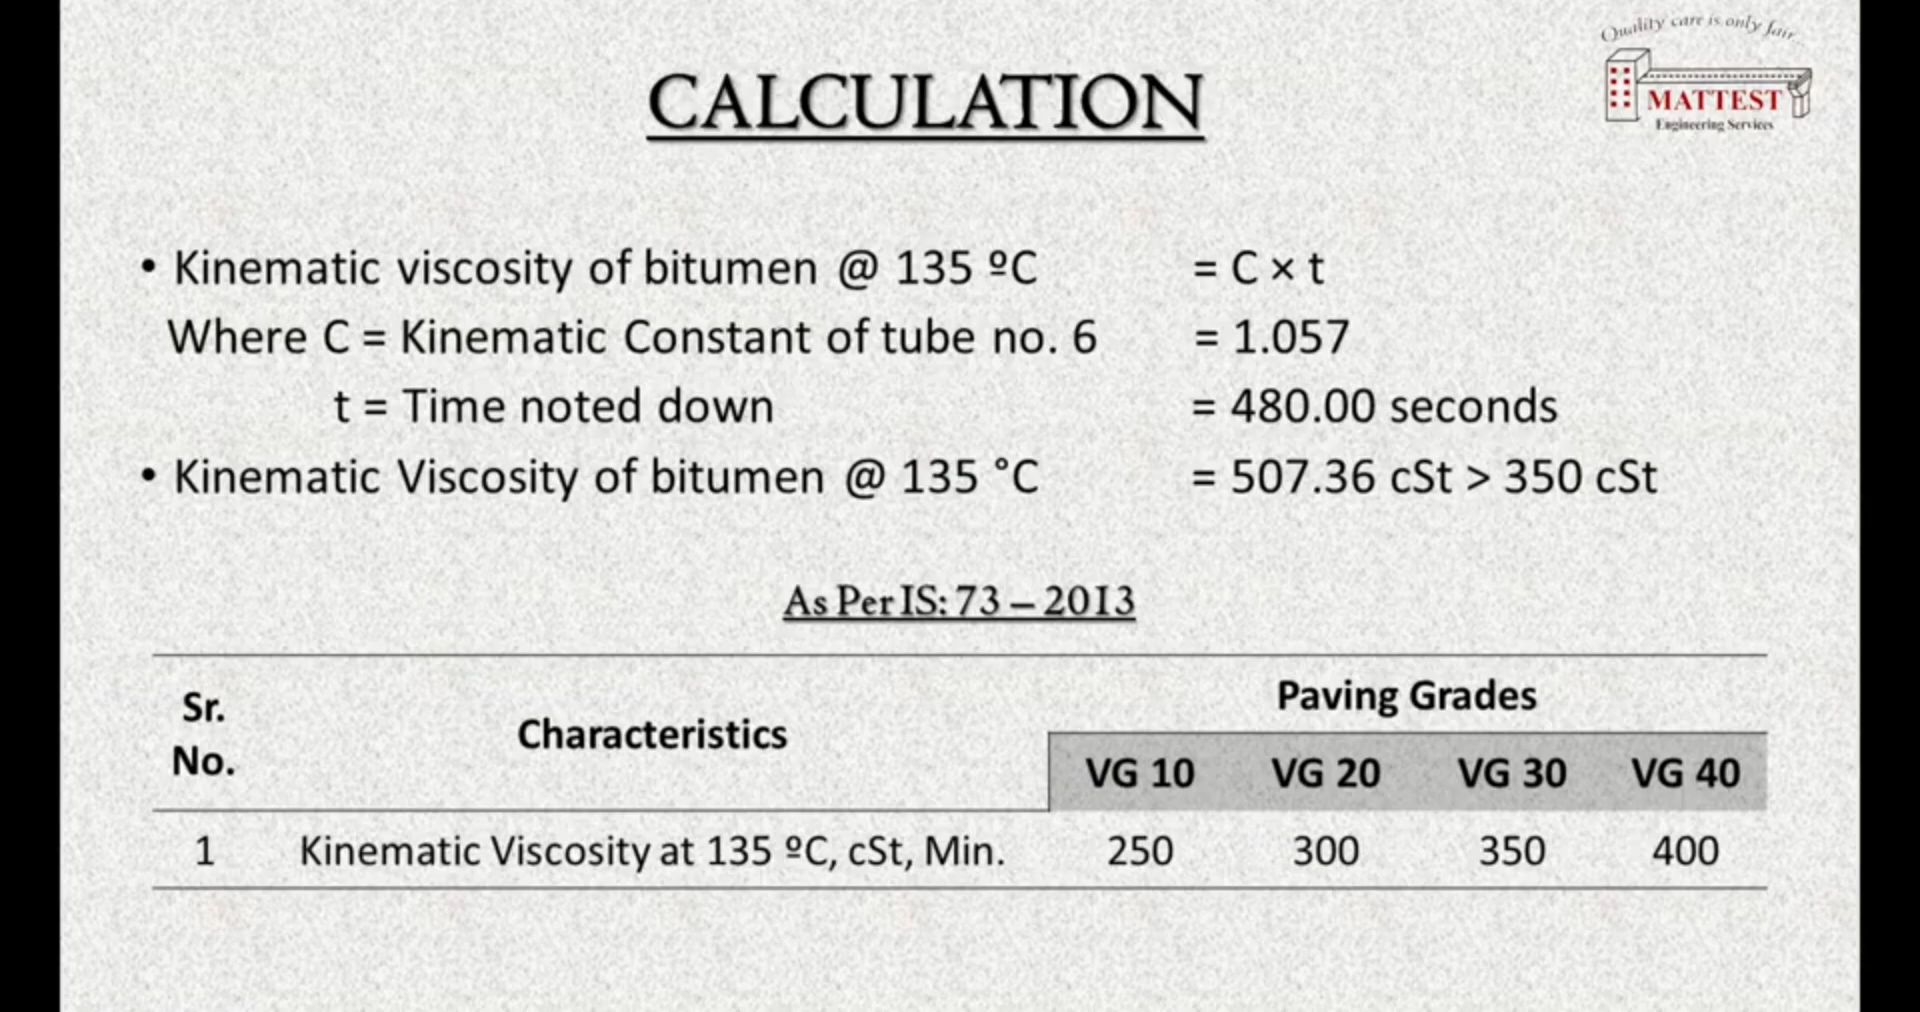 Quality care is only fair...
MATTEST
Engineering Services
CALCULATION
• Kinematic viscosity of bitumen @ 135 ºC = C × t
Where C = Kinematic Constant of tube no. 6 = 1.057
t = Time noted down = 480.00 seconds
• Kinematic Viscosity of bitumen @ 135 °C = 507.36 cSt > 350 cSt
As Per IS: 73 – 2013
Sr. No. Characteristics Paving Grades
VG 10 VG 20 VG 30 VG 40
1 Kinematic Viscosity at 135 ºC, cSt, Min. 250 300 350 400